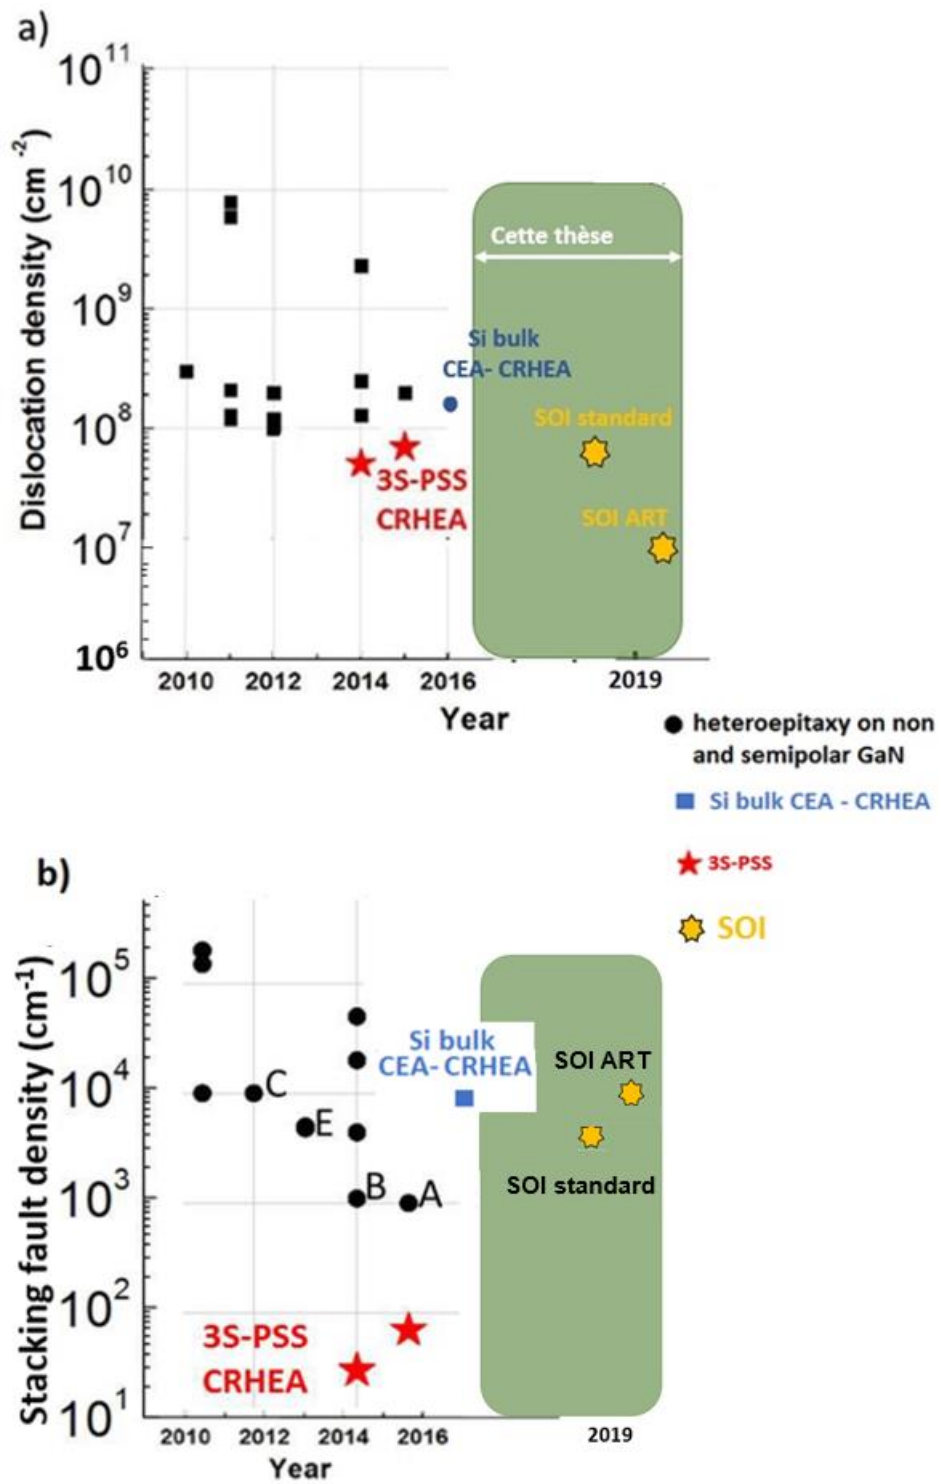 a)
Dislocation density (cm⁻²)
10¹¹
10¹⁰
10⁹
10⁸
10⁷
10⁶
Cette thèse
Si bulk
CEA- CRHEA
SOI standard
3S-PSS
CRHEA
SOI ART
2010 2012 2014 2016 2019
Year
heteroepitaxy on non
and semipolar GaN
Si bulk CEA - CRHEA
3S-PSS
SOI
b)
Stacking fault density (cm⁻¹)
10⁵
10⁴
10³
10²
10¹
Si bulk
CEA- CRHEA
SOI ART
C
E
B
A
SOI standard
3S-PSS
CRHEA
2010 2012 2014 2016 2019
Year